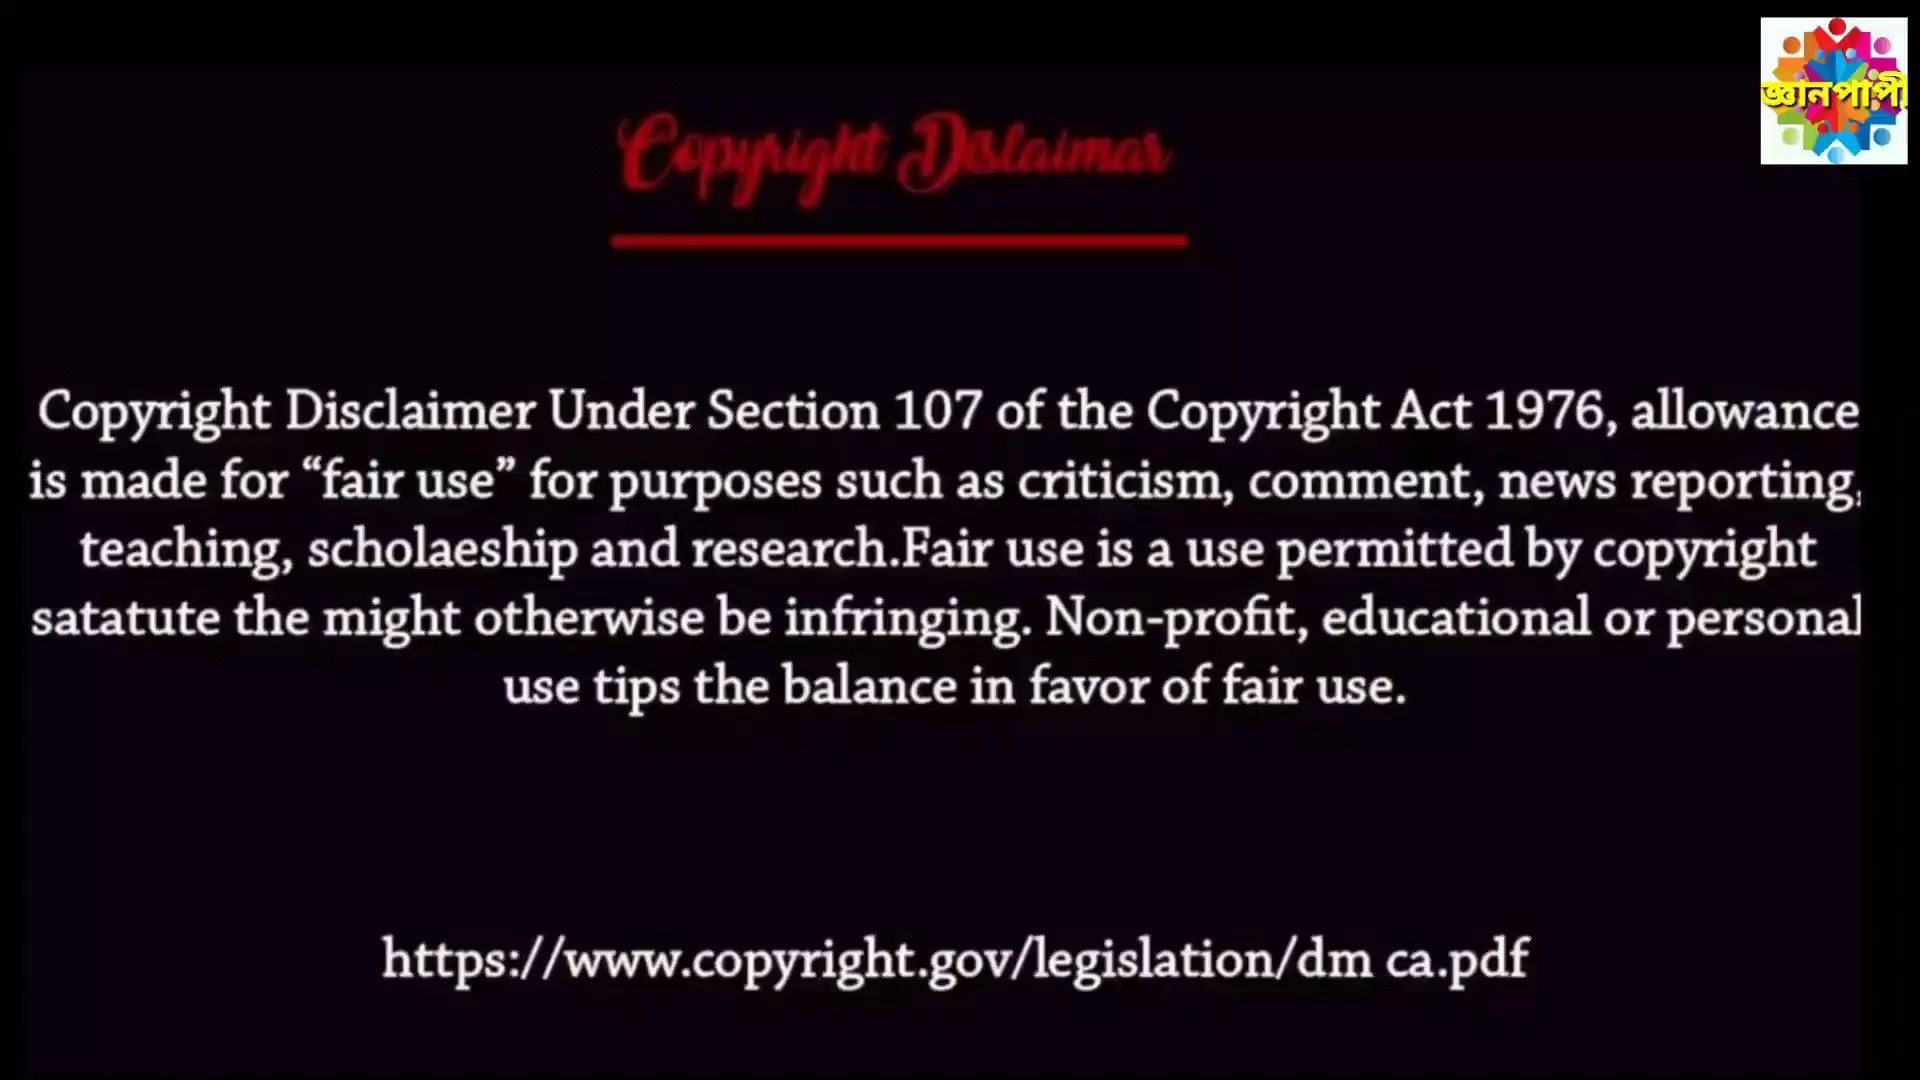 জ্ঞানপাপী
Copyright Dislaimar
Copyright Disclaimer Under Section 107 of the Copyright Act 1976, allowance
is made for “fair use” for purposes such as criticism, comment, news reporting,
teaching, scholaeship and research.Fair use is a use permitted by copyright
satatute the might otherwise be infringing. Non-profit, educational or personal
use tips the balance in favor of fair use.
https://www.copyright.gov/legislation/dm ca.pdf